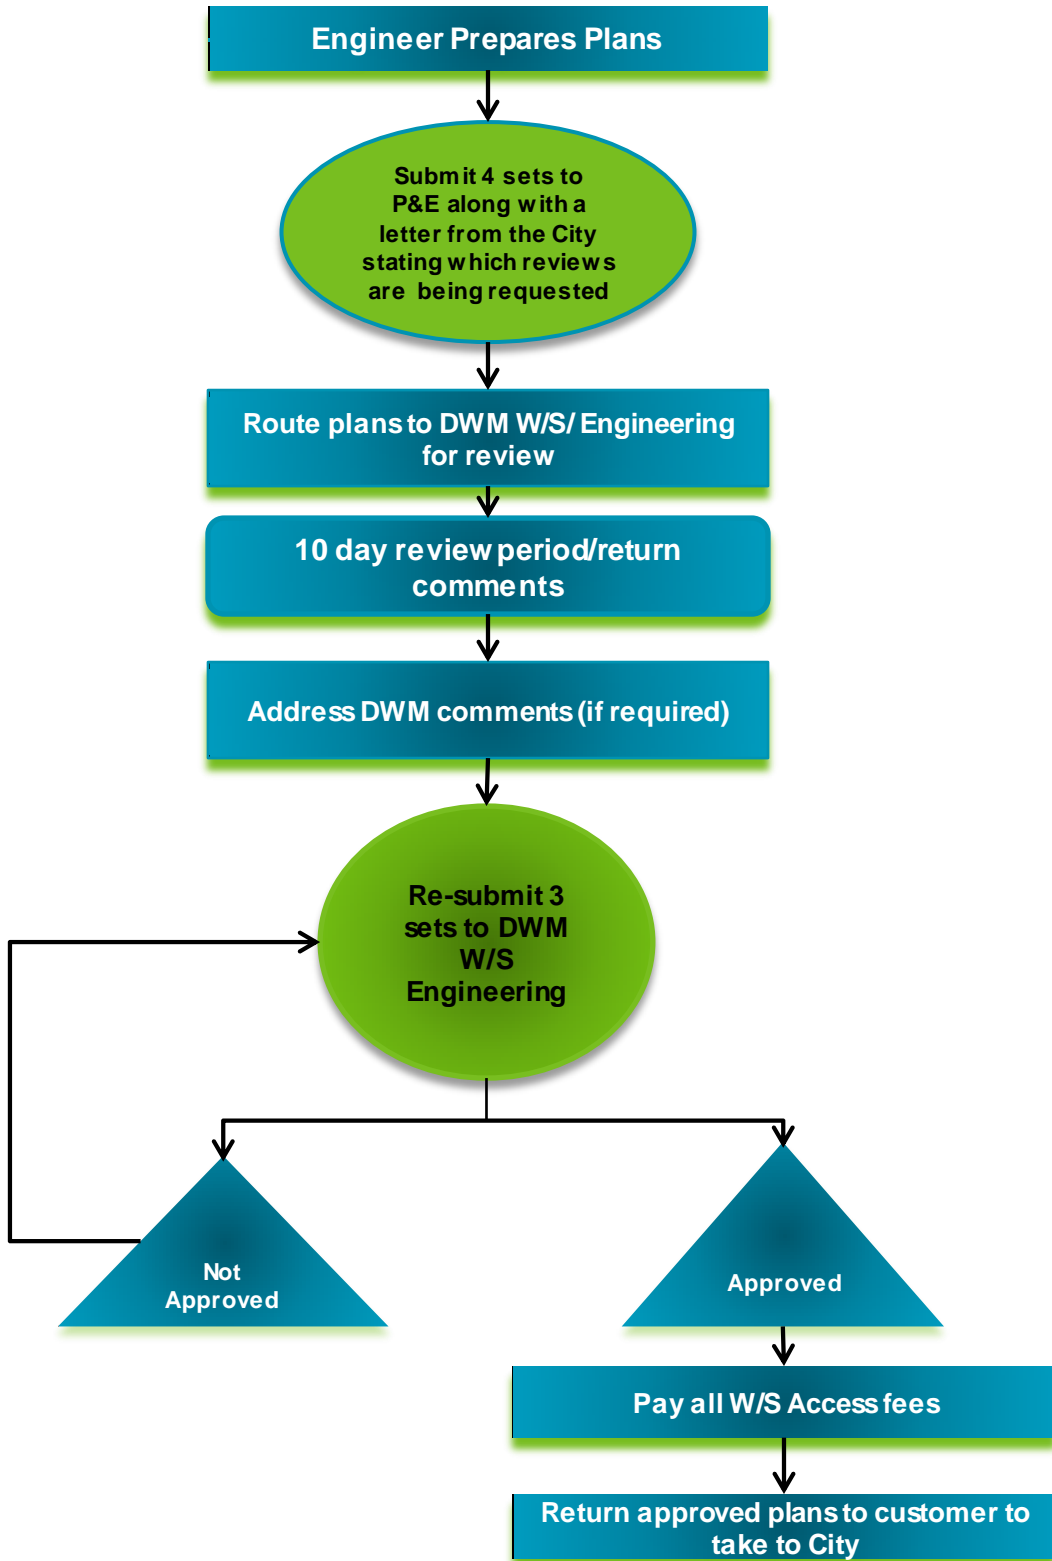 Engineer Prepares Plans
Submit 4 sets to
P&E along with a
letter from the City
stating which reviews
are being requested
Route plans to DWM W/S/ Engineering
for review
10 day review period/return
comments
Address DWM comments (if required)
Re-submit 3
sets to DWM
W/S
Engineering
Not
Approved
Approved
Pay all W/S Access fees
Return approved plans to customer to
take to City